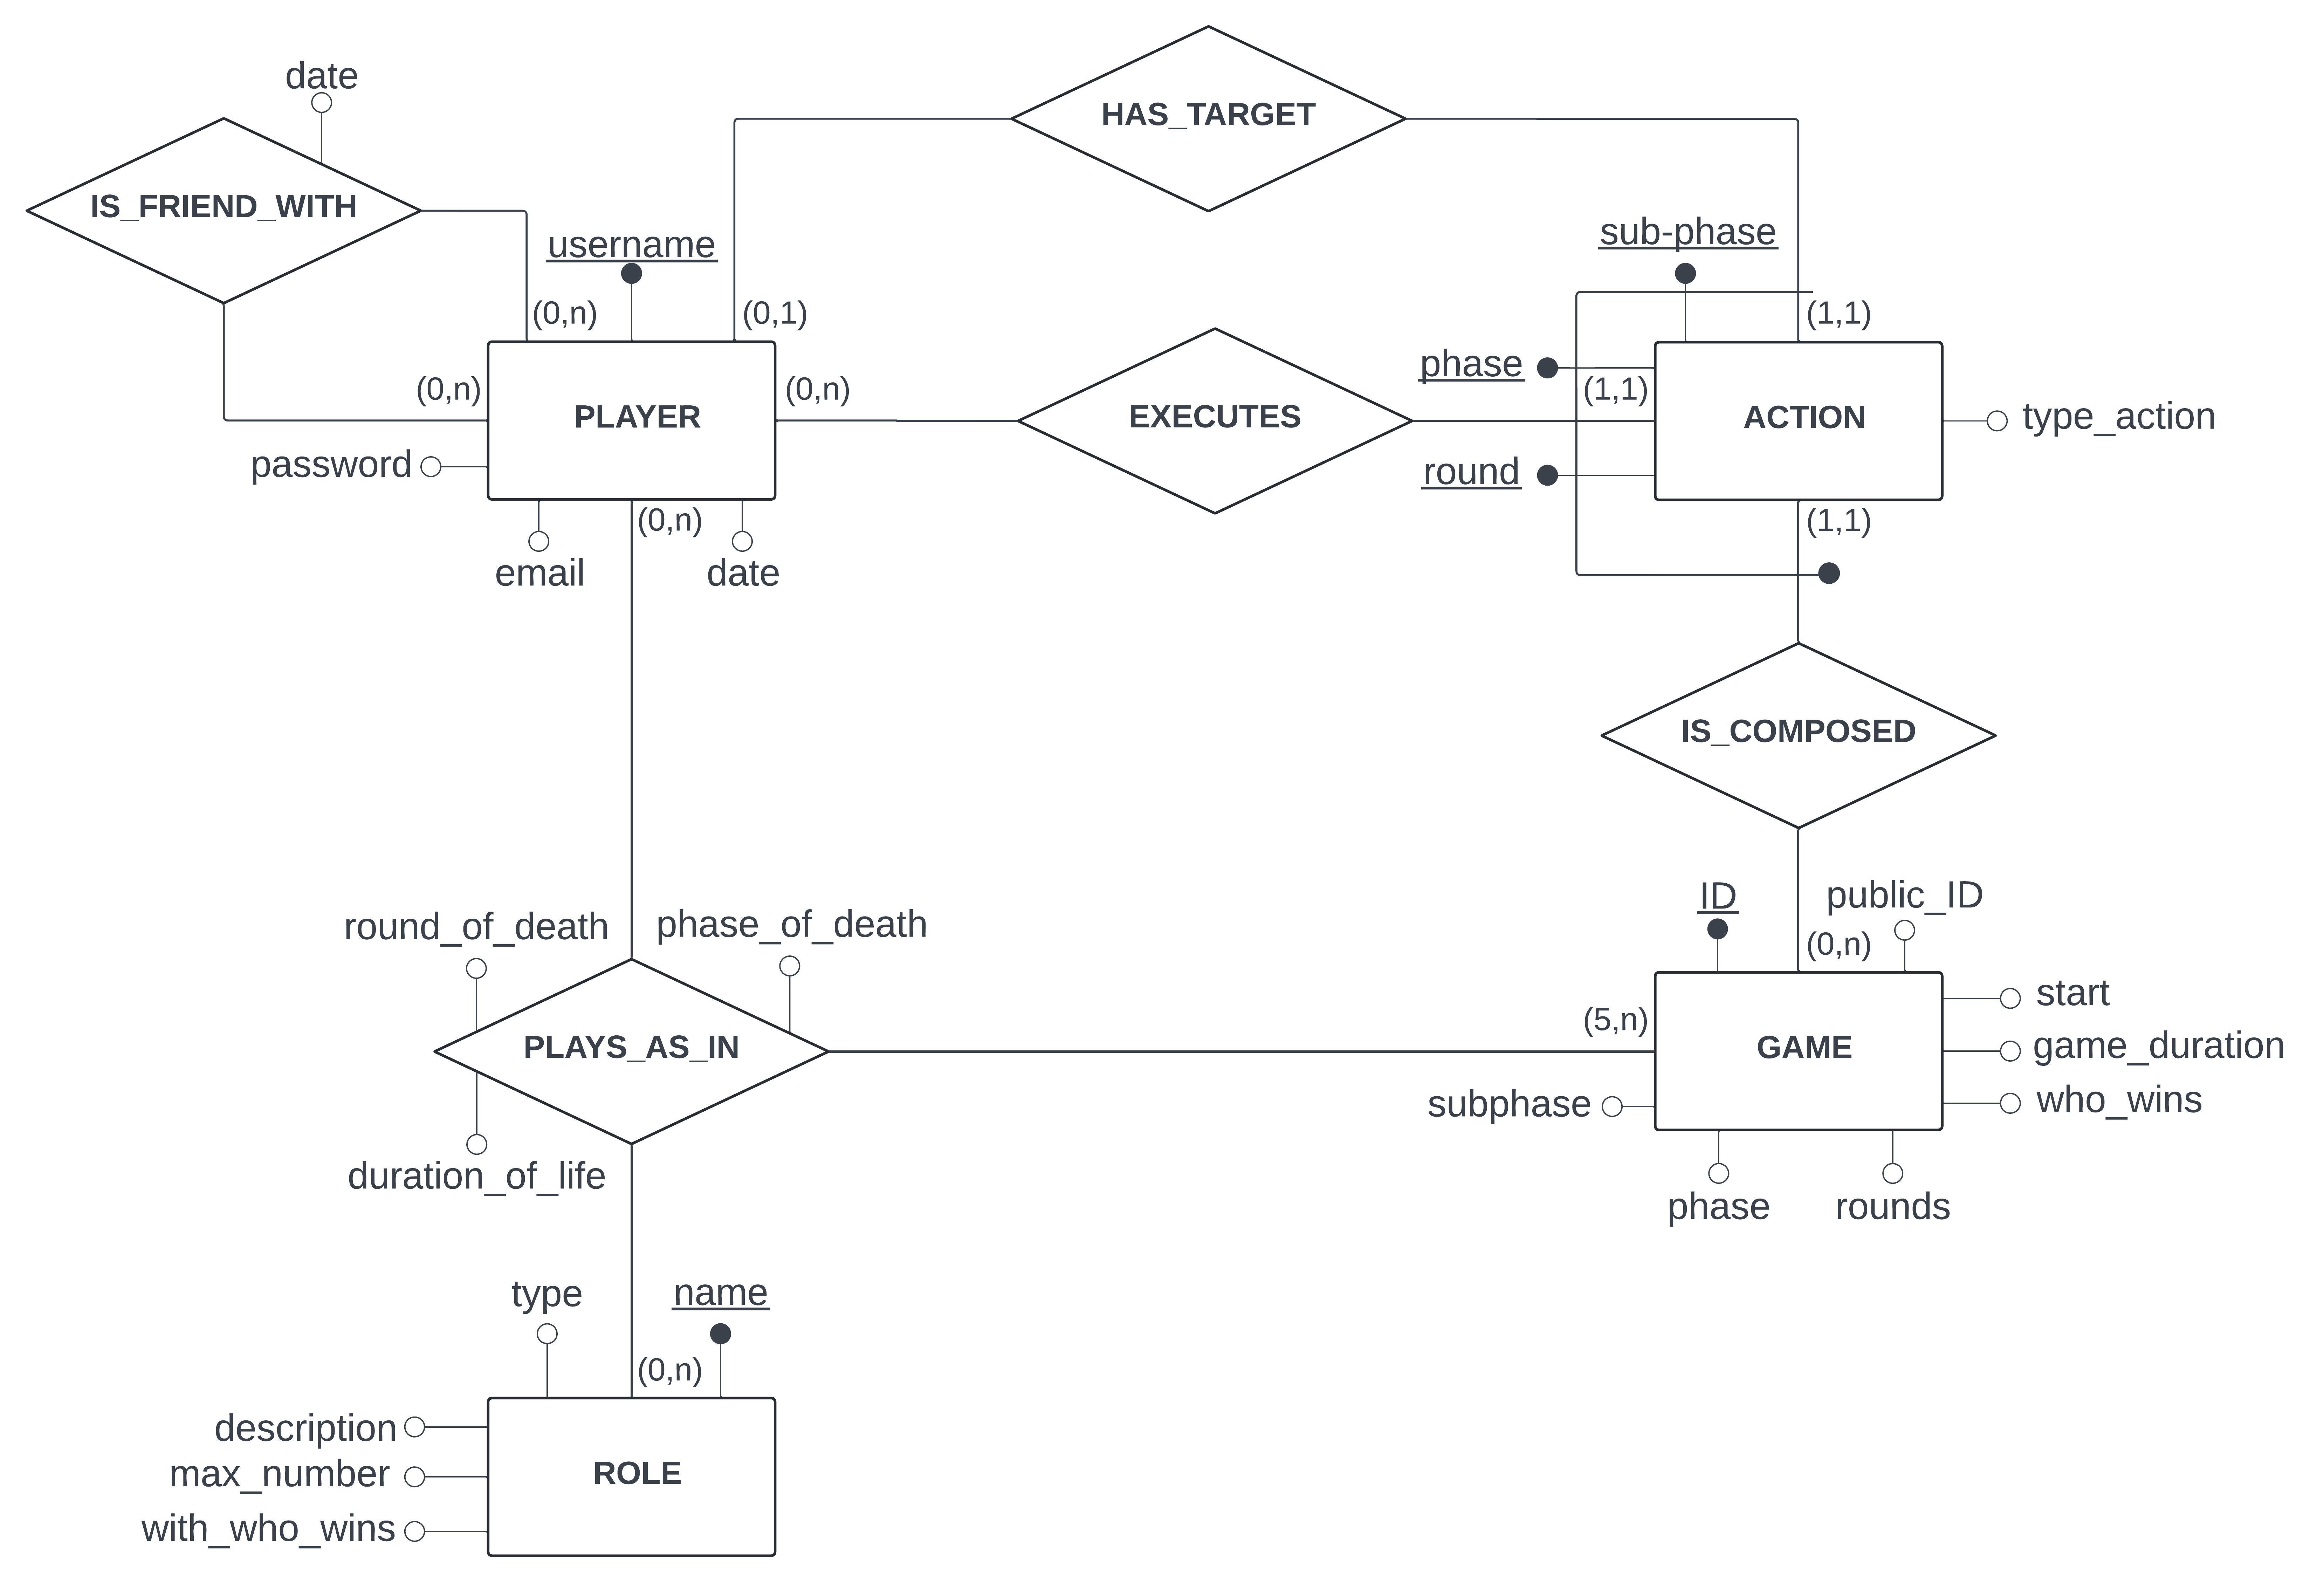 date
HAS_TARGET
IS_FRIEND_WITH
username
sub-phase
(0,n)
(0,1)
(1,1)
phase
(0,n)
PLAYER
(0,n)
EXECUTES
(1,1)
ACTION
type_action
password
round
(0,n)
(1,1)
email
date
IS_COMPOSED
round_of_death
phase_of_death
ID
public_ID
(0,n)
start
(5,n)
PLAYS_AS_IN
GAME
game_duration
subphase
who_wins
duration_of_life
phase
rounds
type
name
(0,n)
description
max_number
ROLE
with_who_wins